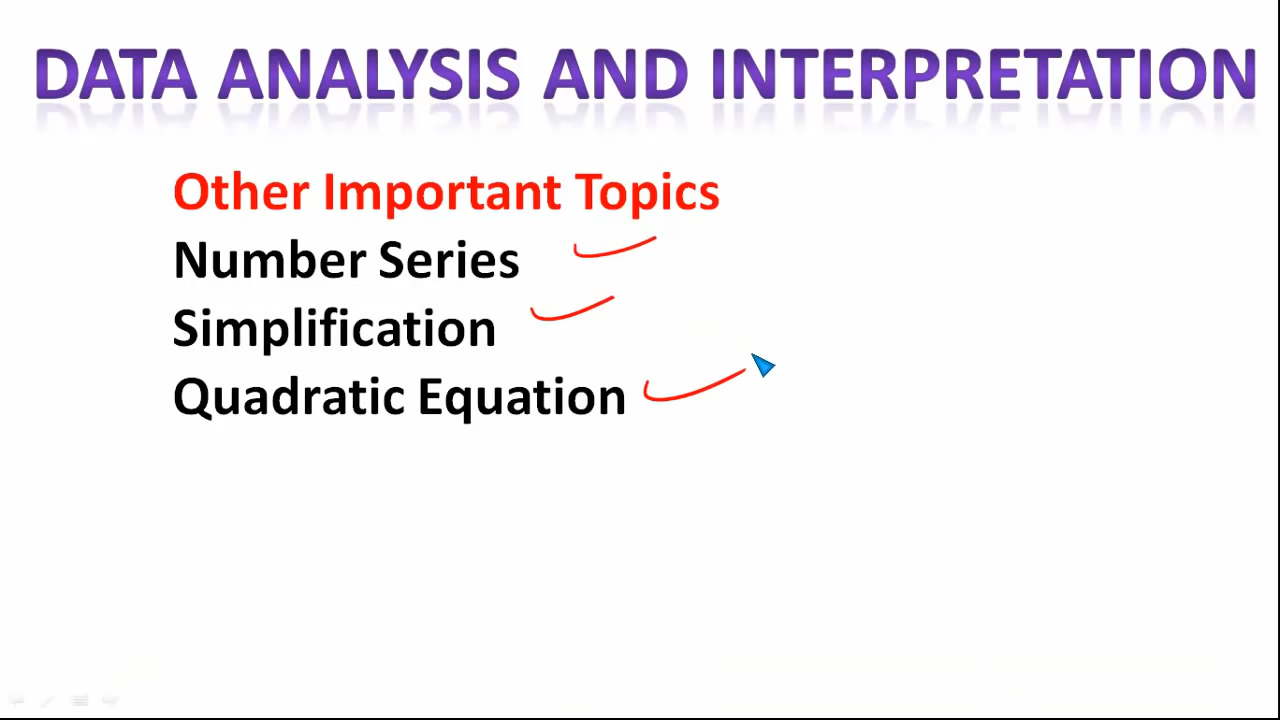 DATA ANALYSIS AND INTERPRETATION
Other Important Topics
Number Series
Simplification
Quadratic Equation